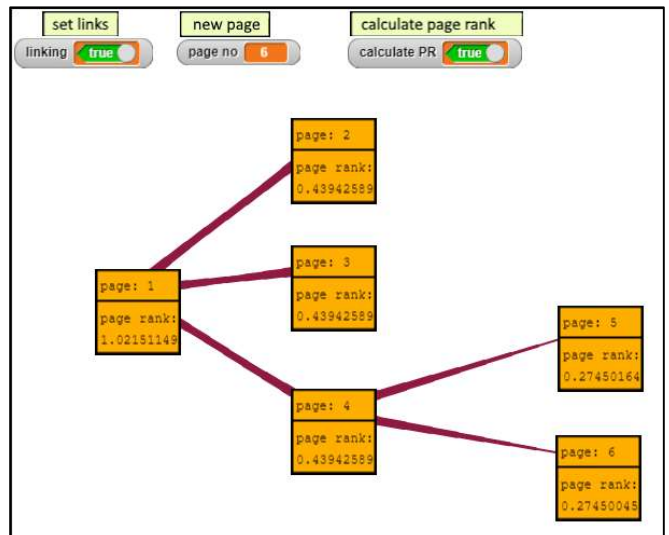 set links
new page
calculate page rank
linking true
page no 6
calculate PR true
page: 2
page rank:
0.43942589
page: 3
page rank:
0.43942589
page: 1
page rank:
1.02151149
page: 5
page rank:
0.27450164
page: 4
page rank:
0.43942589
page: 6
page rank:
0.27450045